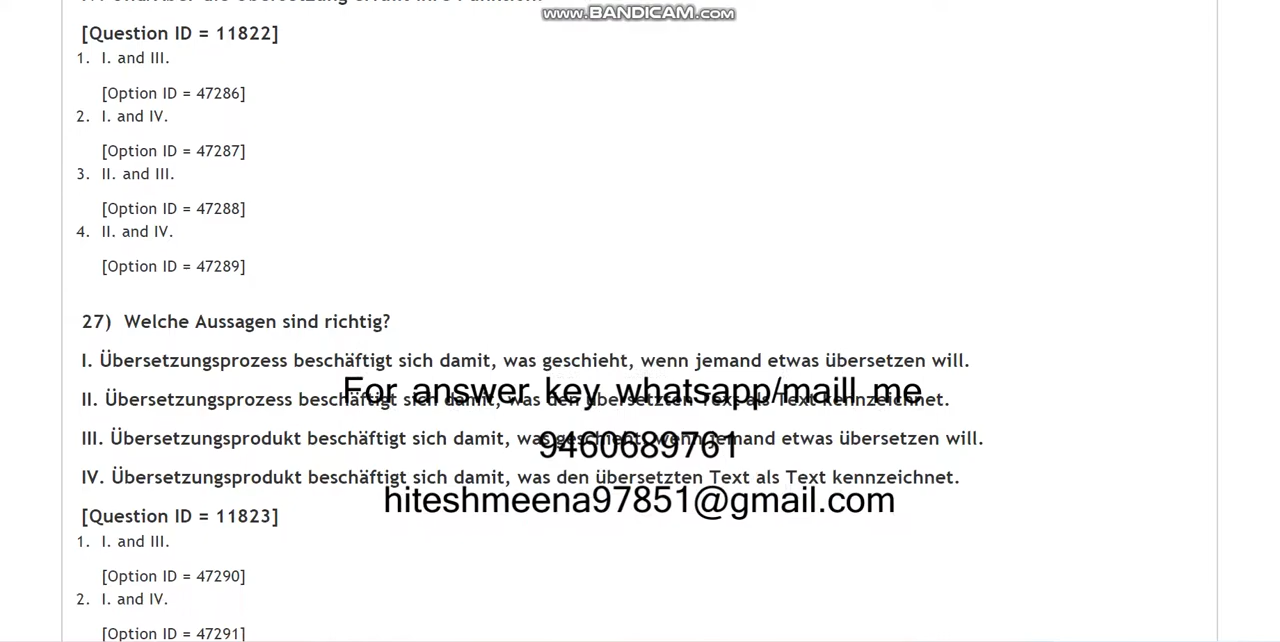 www.BANDICAM.com
[Question ID = 11822]
1. I. and III.
[Option ID = 47286]
2. I. and IV.
[Option ID = 47287]
3. II. and III.
[Option ID = 47288]
4. II. and IV.
[Option ID = 47289]
27) Welche Aussagen sind richtig?
I. Übersetzungsprozess beschäftigt sich damit, was geschieht, wenn jemand etwas übersetzen will.
For answer key whatsapp/maill me
II. Übersetzungsprozess beschäftigt sich damit, was den übersetzten Text als Text kennzeichnet.
III. Übersetzungsprodukt beschäftigt sich damit, was geschieht, wenn jemand etwas übersetzen will.
9460689761
IV. Übersetzungsprodukt beschäftigt sich damit, was den übersetzten Text als Text kennzeichnet.
hiteshmeena97851@gmail.com
[Question ID = 11823]
1. I. and III.
[Option ID = 47290]
2. I. and IV.
[Option ID = 47291]